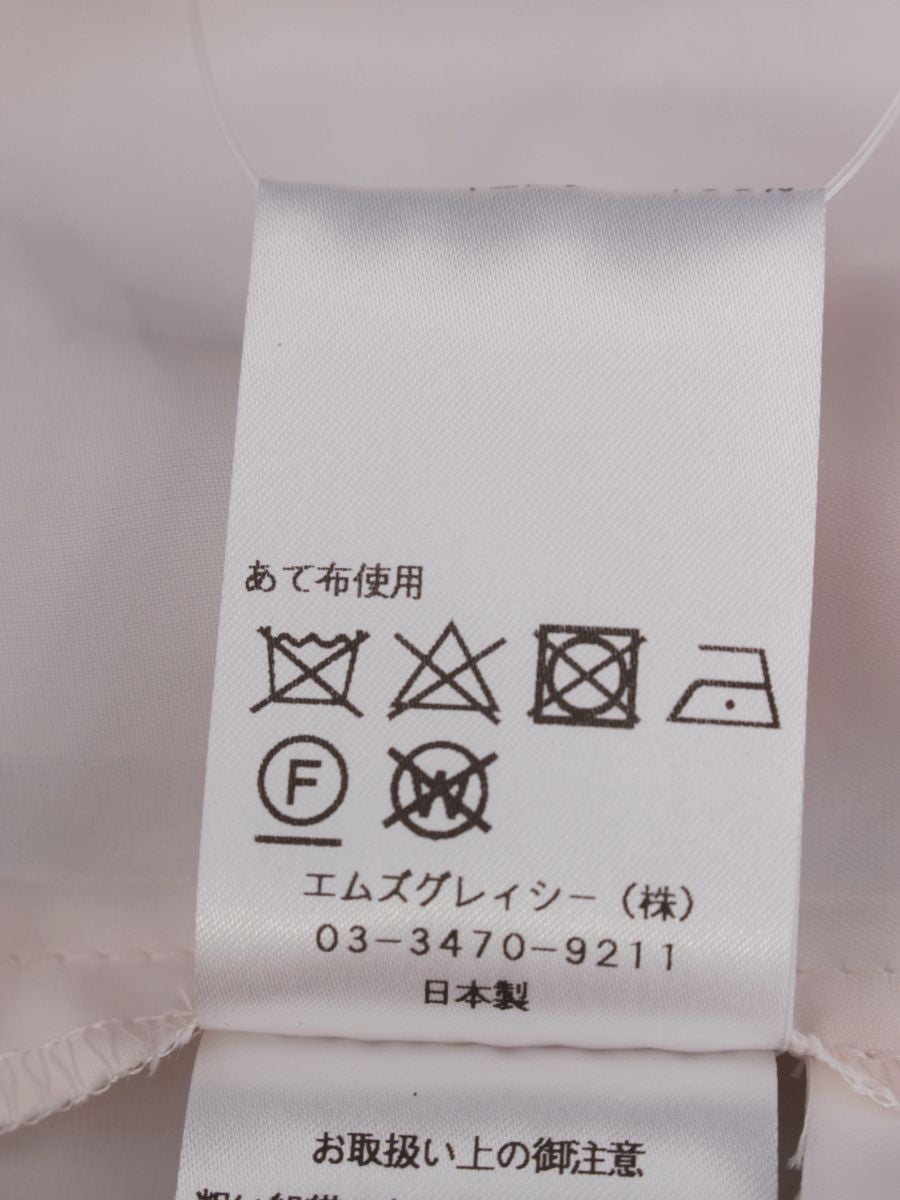 あて布使用
F W
エムズグレイシー（株）
03-3470-9211
日本製
お取扱い上の御注意